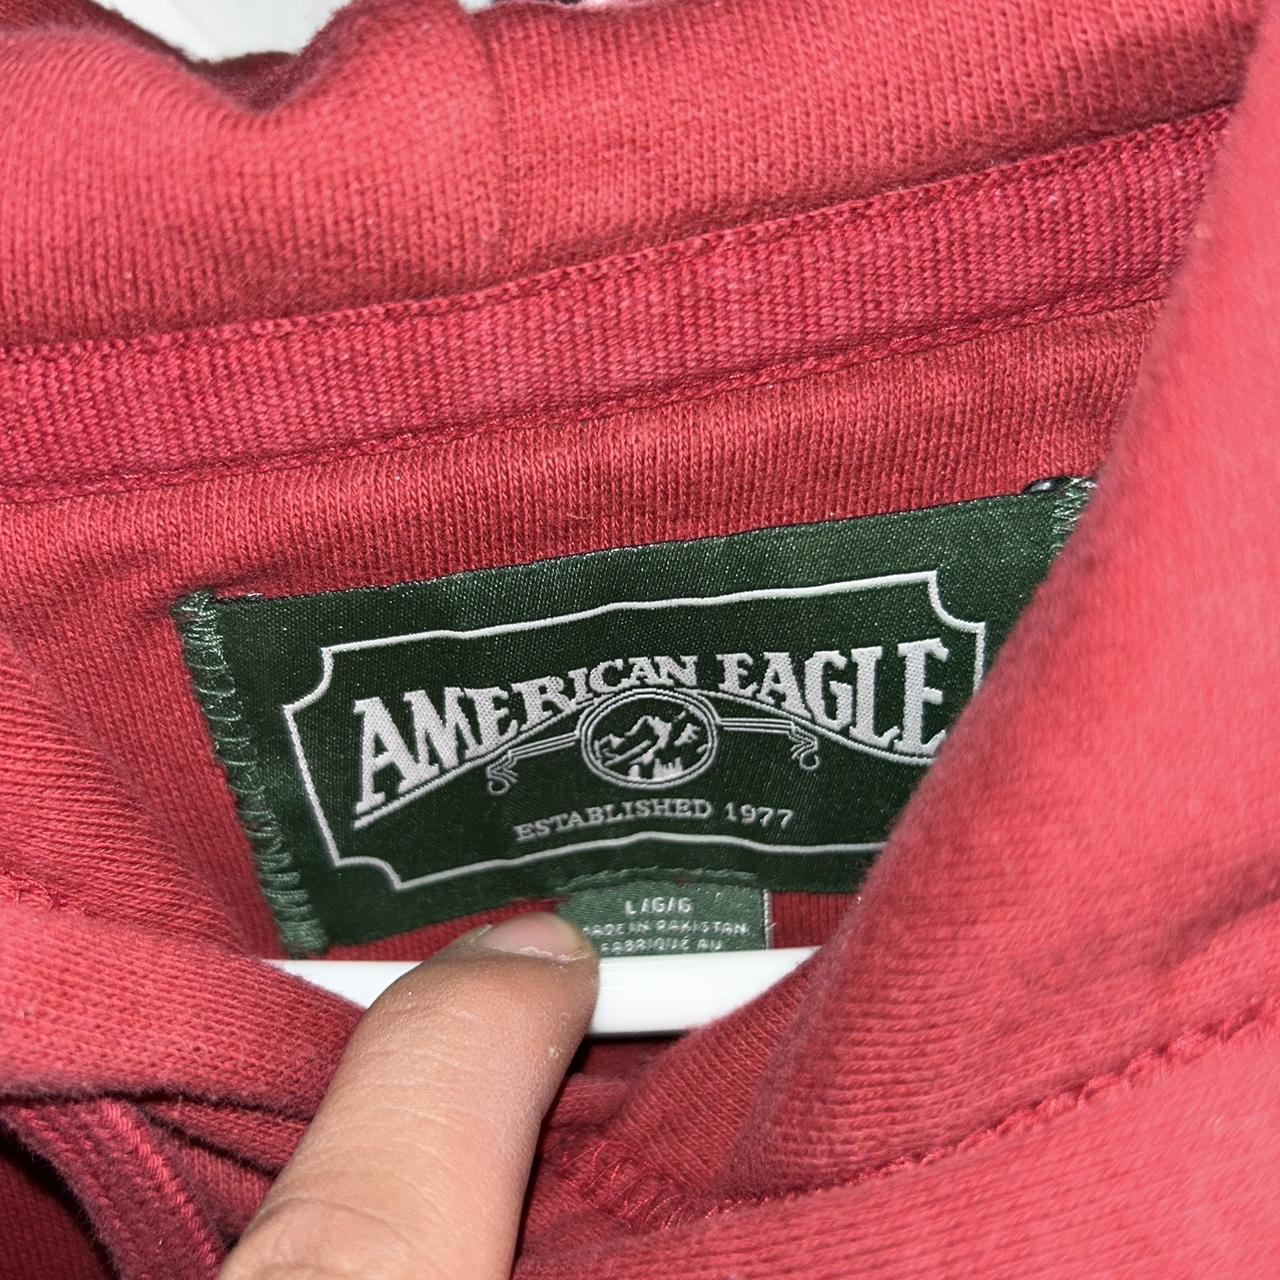 AMERICAN EAGLE
ESTABLISHED 1977
L/G/G
MADE IN PAKISTAN
FABRIQUÉ AU